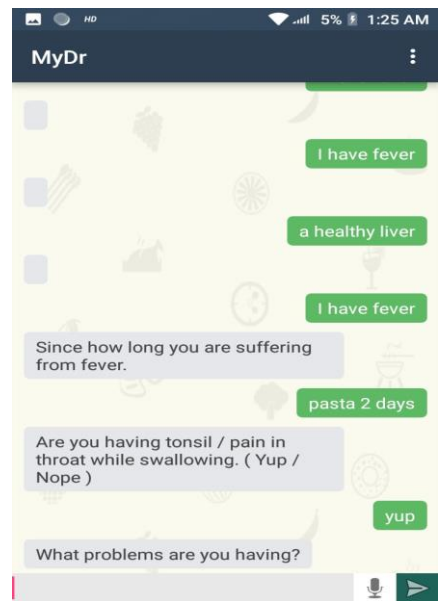 HD 5% 1:25 AM
MyDr
I have fever
a healthy liver
I have fever
Since how long you are suffering
from fever.
pasta 2 days
Are you having tonsil / pain in
throat while swallowing. ( Yup /
Nope )
yup
What problems are you having?